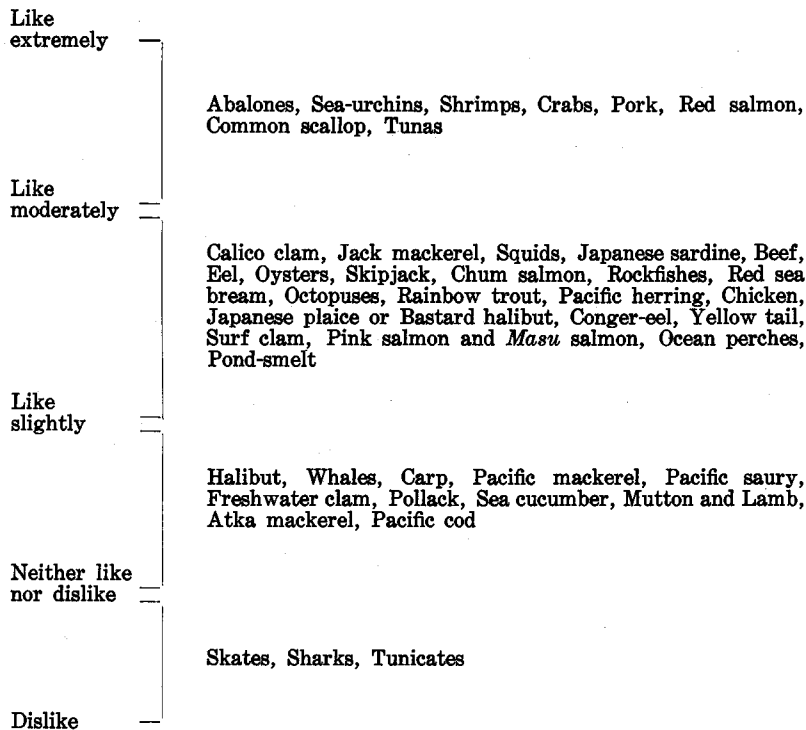 Like
extremely
Abalones, Sea-urchins, Shrimps, Crabs, Pork, Red salmon,
Common scallop, Tunas
Like
moderately
Calico clam, Jack mackerel, Squids, Japanese sardine, Beef,
Eel, Oysters, Skipjack, Chum salmon, Rockfishes, Red sea
bream, Octopuses, Rainbow trout, Pacific herring, Chicken,
Japanese plaice or Bastard halibut, Conger-eel, Yellow tail,
Surf clam, Pink salmon and Masu salmon, Ocean perches,
Pond-smelt
Like
slightly
Halibut, Whales, Carp, Pacific mackerel, Pacific saury,
Freshwater clam, Pollack, Sea cucumber, Mutton and Lamb,
Atka mackerel, Pacific cod
Neither like
nor dislike
Skates, Sharks, Tunicates
Dislike